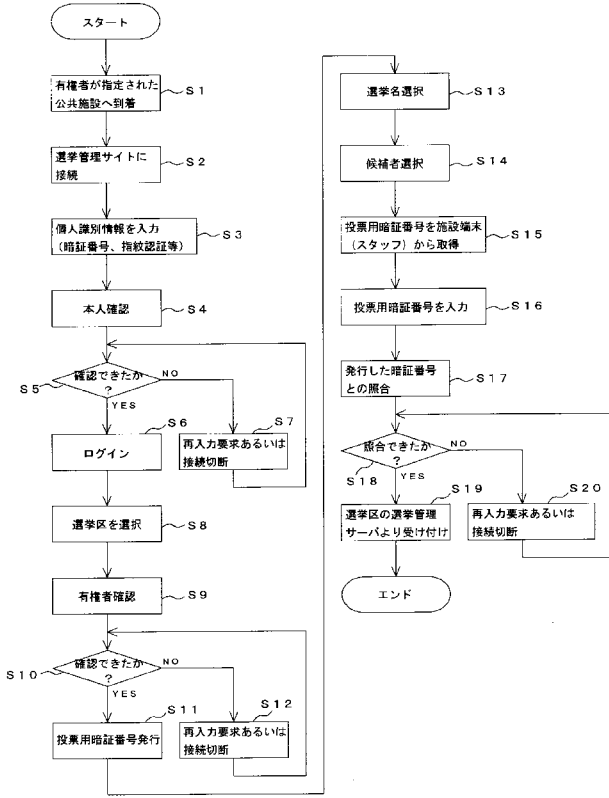 スタート
有権者が指定された
公共施設へ到着
S1
選挙管理サイトに
接続
S2
個人識別情報を入力
(暗証番号、指紋認証等)
S3
本人確認
S4
確認できたか
?
S5
NO
YES
S6
ログイン
S7
再入力要求あるいは
接続切断
選挙区を選択
S8
有権者確認
S9
確認できたか
?
S10
NO
YES
S11
投票用暗証番号発行
S12
再入力要求あるいは
接続切断
選挙名選択
S13
候補者選択
S14
投票用暗証番号を施設端末
(スタッフ)から取得
S15
投票用暗証番号を入力
S16
発行した暗証番号
との照合
S17
照合できたか
?
S18
NO
YES
S19
選挙区の選挙管理
サーバより受け付け
S20
再入力要求あるいは
接続切断
エンド